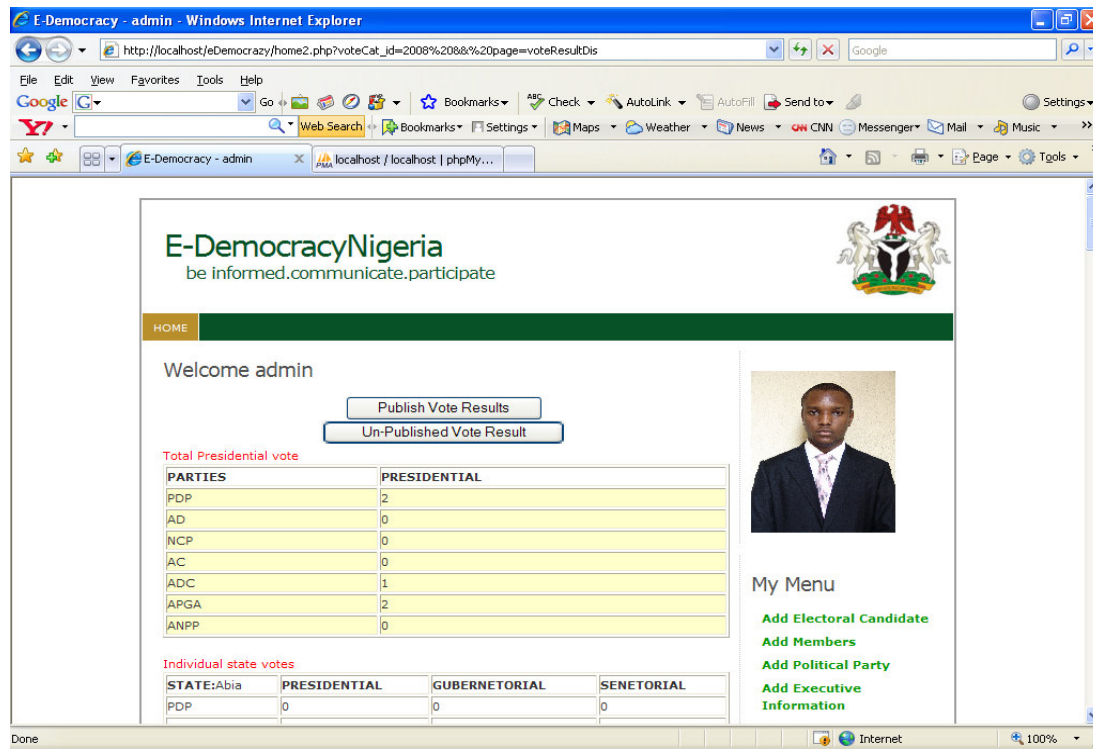 E-Democracy - admin - Windows Internet Explorer
http://localhost/eDemocrazy/home2.php?voteCat_id=2008%20&&%20page=voteResultDis
Google
File Edit View Favorites Tools Help
Google G Go Bookmarks ABC Check AutoLink AutoFill Send to Settings
Y! Web Search Bookmarks Settings Maps Weather News CNN CNN Messenger Mail Music >>
E-Democracy - admin X PMA localhost / localhost | phpMy... Page Tools
E-DemocracyNigeria
be informed.communicate.participate
HOME
Welcome admin
Publish Vote Results
Un-Published Vote Result
Total Presidential vote
PARTIES PRESIDENTIAL
PDP 2
AD 0
NCP 0
AC 0
ADC 1
APGA 2
ANPP 0
Individual state votes
STATE:Abia PRESIDENTIAL GUBERNETORIAL SENETORIAL
PDP 0 0 0
My Menu
Add Electoral Candidate
Add Members
Add Political Party
Add Executive
Information
Done Internet 100%